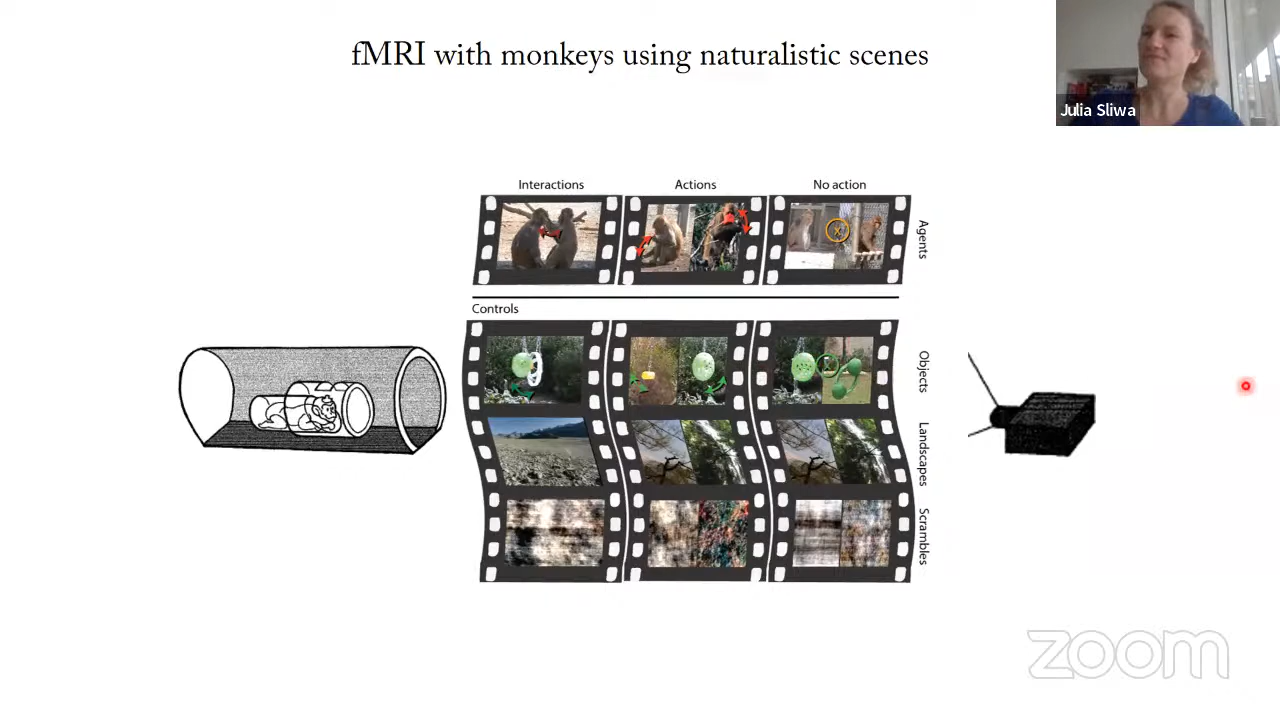 fMRI with monkeys using naturalistic scenes
Julia Sliwa
Interactions
Actions
No action
Agents
Controls
Objects
Landscapes
Scrambles
zoom